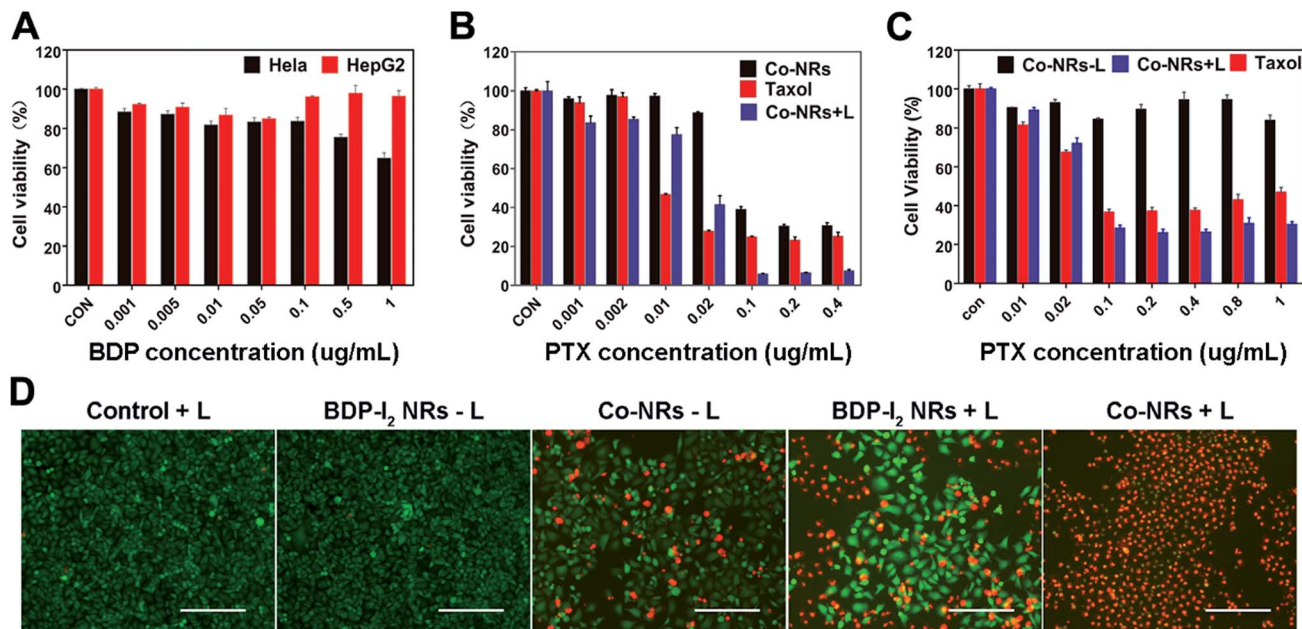 A
Cell viability (%)
120
100
80
60
40
20
0
Hela HepG2
CON 0.001 0.005 0.01 0.05 0.1 0.5 1
BDP concentration (ug/mL)
B
Cell viability (%)
120
100
80
60
40
20
0
Co-NRs
Taxol
Co-NRs+L
CON 0.001 0.002 0.01 0.02 0.1 0.2 0.4
PTX concentration (ug/mL)
C
Cell Viability (%)
120
100
80
60
40
20
0
Co-NRs-L Co-NRs+L Taxol
con 0.01 0.02 0.1 0.2 0.4 0.8 1
PTX concentration (ug/mL)
D
Control + L BDP-I₂ NRs - L Co-NRs - L BDP-I₂ NRs + L Co-NRs + L